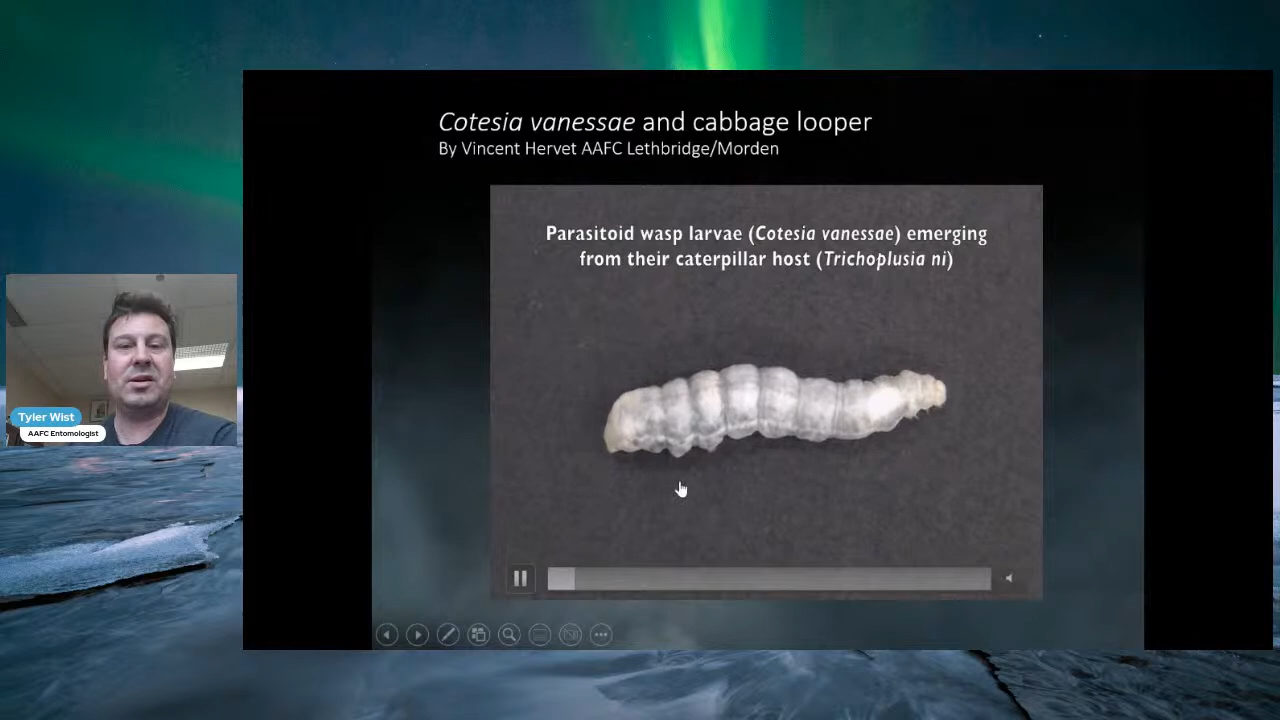 Cotesia vanessae and cabbage looper
By Vincent Hervet AAFC Lethbridge/Morden
Parasitoid wasp larvae (Cotesia vanessae) emerging
from their caterpillar host (Trichoplusia ni)
Tyler Wist
AAFC Entomologist